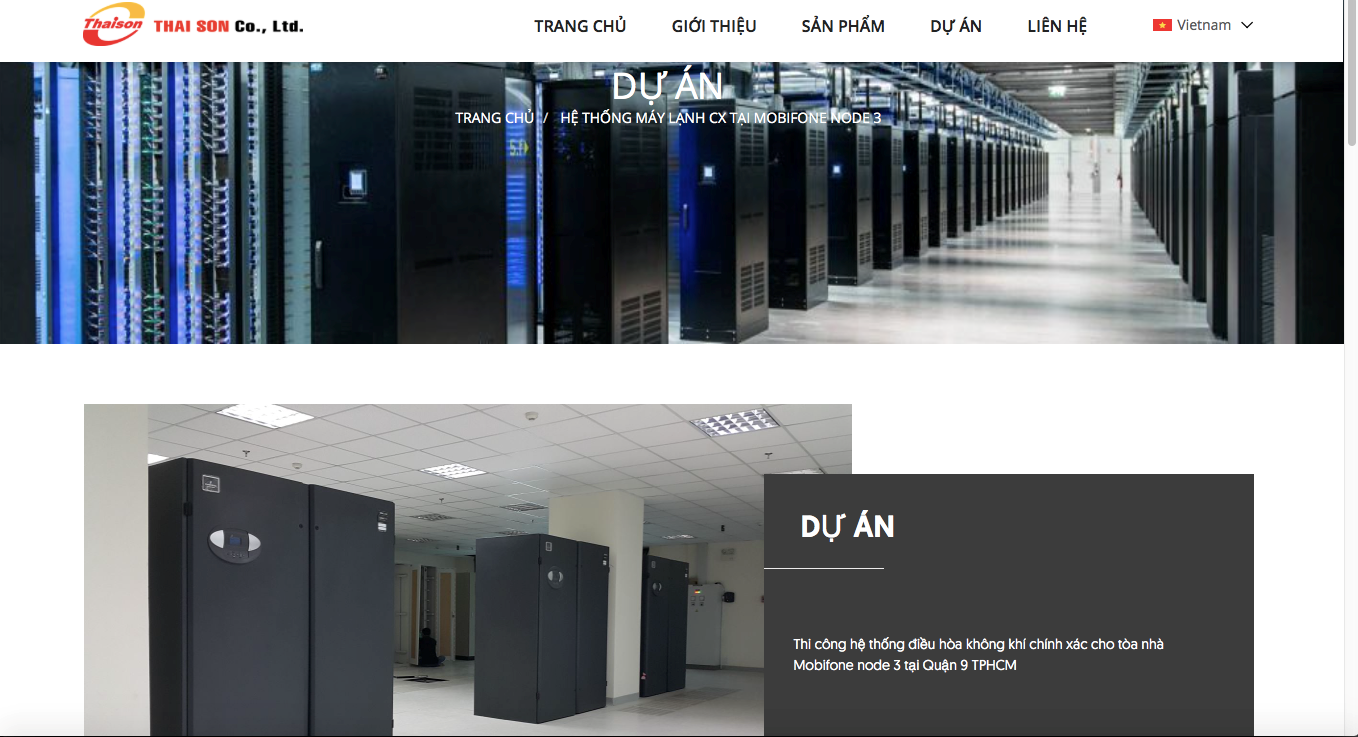 Thaison THAI SON Co., Ltd.
TRANG CHỦ GIỚI THIỆU SẢN PHẨM DỰ ÁN LIÊN HỆ Vietnam
DỰ ÁN
TRANG CHỦ / HỆ THỐNG MÁY LẠNH CX TẠI MOBIFONE NODE 3
DỰ ÁN
Thi công hệ thống điều hòa không khí chính xác cho tòa nhà
Mobifone node 3 tại Quận 9 TPHCM